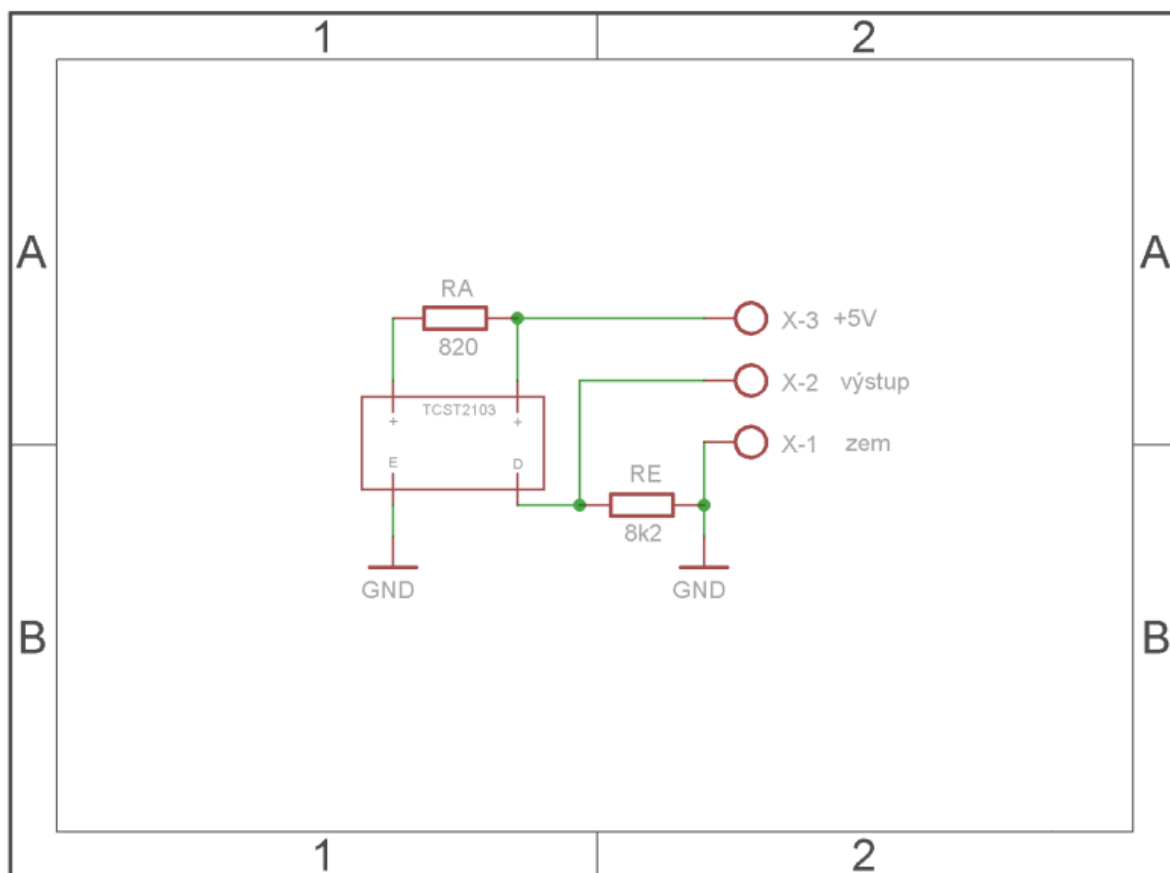 1 2
A A
RA
820
X-3 +5V
TCST2103
X-2 výstup
+ +
X-1 zem
E D
RE
8k2
GND GND
B B
1 2